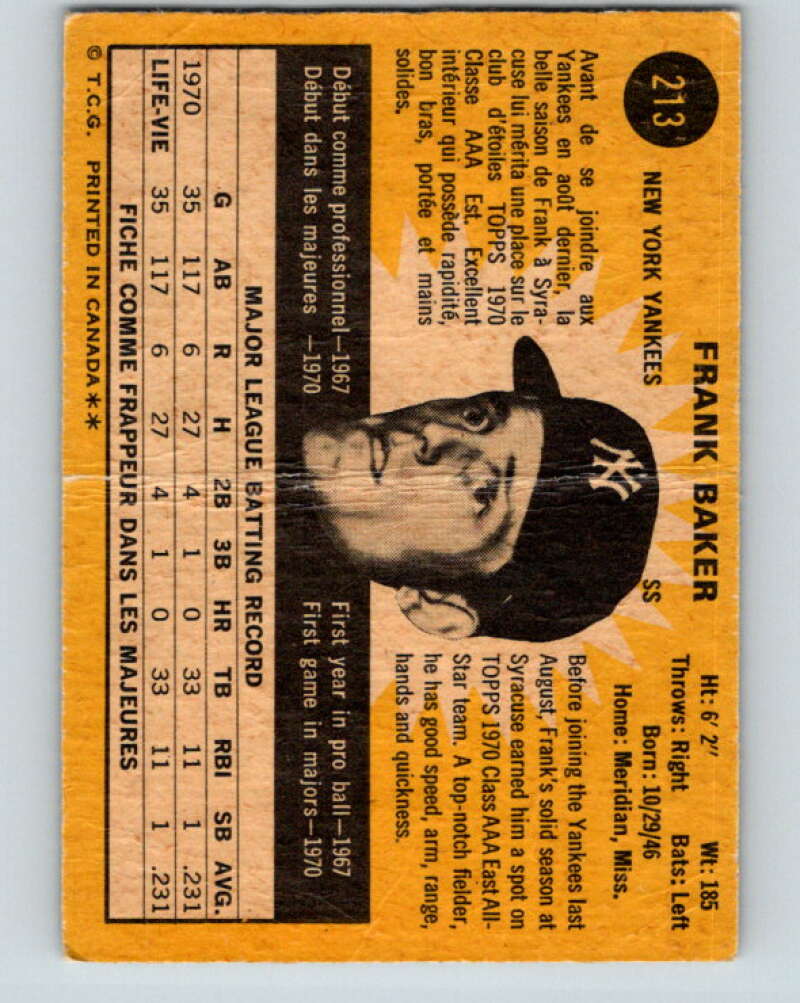 213
FRANK BAKER
NEW YORK YANKEES
SS
Ht: 6' 2" Wt: 185
Throws: Right Bats: Left
Born: 10/29/46
Home: Meridian, Miss.
Avant de se joindre aux
Yankees en août dernier, la
belle saison de Frank à Syra-
cuse lui mérita une place sur le
club d'étoiles TOPPS 1970
Classe AAA Est. Excellent
intérieur qui possède rapidité,
bon bras, portée et mains
solides.
Before joining the Yankees last
August, Frank's solid season at
Syracuse earned him a spot on
TOPPS 1970 Class AAA East All-
Star team. A top-notch fielder,
he has good speed, arm, range,
hands and quickness.
Début comme professionnel—1967
Début dans les majeures —1970
First year in pro ball—1967
First game in majors—1970
MAJOR LEAGUE BATTING RECORD
G AB R H 2B 3B HR TB RBI SB AVG.
1970 35 117 6 27 4 1 0 33 11 1 .231
LIFE-VIE 35 117 6 27 4 1 0 33 11 1 .231
FICHE COMME FRAPPEUR DANS LES MAJEURES
© T.C.G. PRINTED IN CANADA**